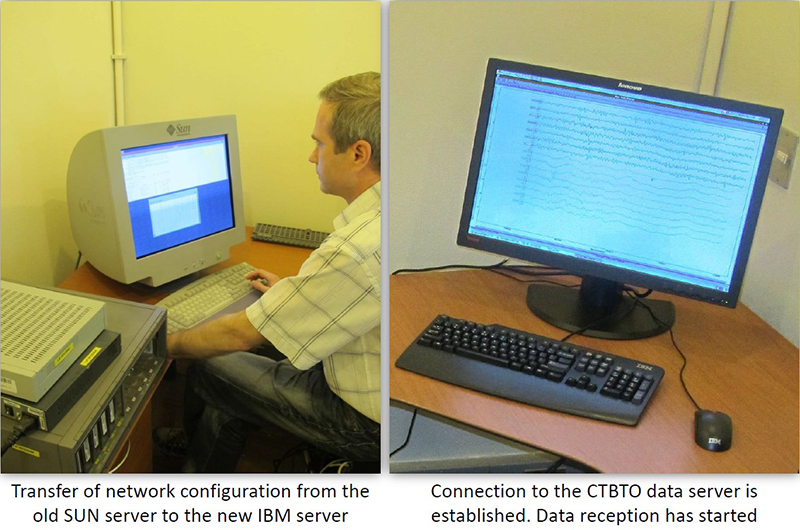 Sun
lenovo
IBM
IBM
Transfer of network configuration from the
old SUN server to the new IBM server
Connection to the CTBTO data server is
established. Data reception has started